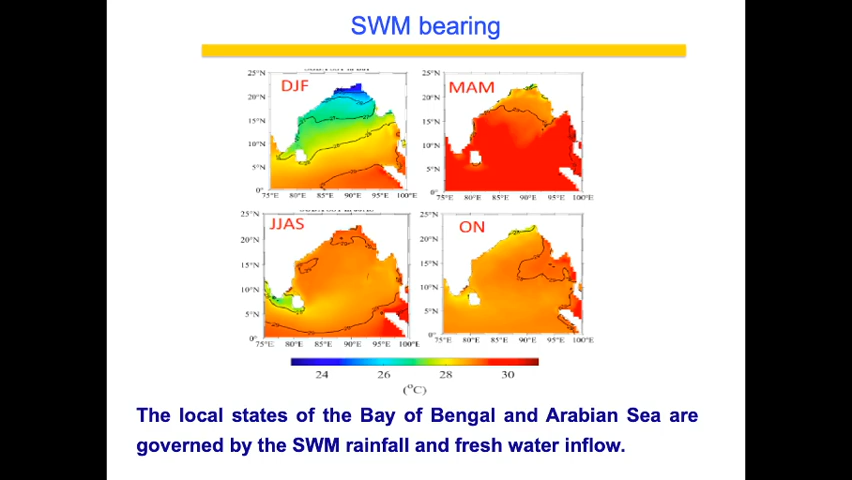 SWM bearing
DJF
MAM
25°N
20°N
15°N
10°N
5°N
0°
75°E 80°E 85°E 90°E 95°E 100°E
25°N
20°N
15°N
10°N
5°N
0°
75°E 80°E 85°E 90°E 95°E 100°E
JJAS
ON
25°N
20°N
15°N
10°N
5°N
0°
75°E 80°E 85°E 90°E 95°E 100°E
25°N
20°N
15°N
10°N
5°N
0°
75°E 80°E 85°E 90°E 95°E 100°E
24 26 28 30
(°C)
The local states of the Bay of Bengal and Arabian Sea are
governed by the SWM rainfall and fresh water inflow.